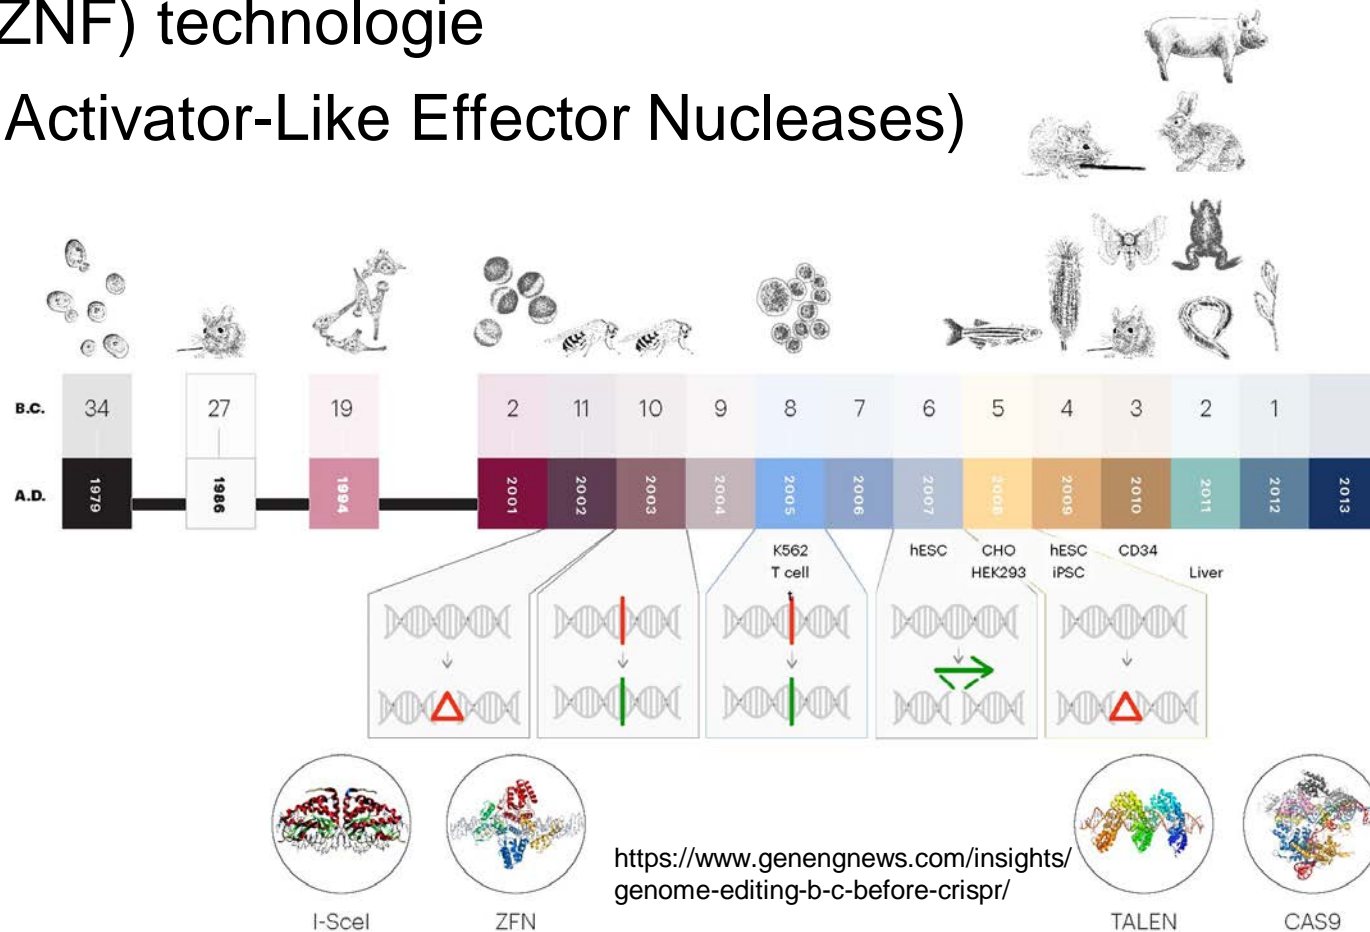 ZNF) technologie
Activator-Like Effector Nucleases)
B.C. 34 27 19 2 11 10 9 8 7 6 5 4 3 2 1
A.D. 1979 1986 1994 2001 2002 2003 2004 2005 2006 2007 2008 2009 2010 2011 2012 2013
K562 hESC CHO hESC CD34
T cell HEK293 iPSC Liver
t
https://www.genengnews.com/insights/
genome-editing-b-c-before-crispr/
I-SceI ZFN TALEN CAS9